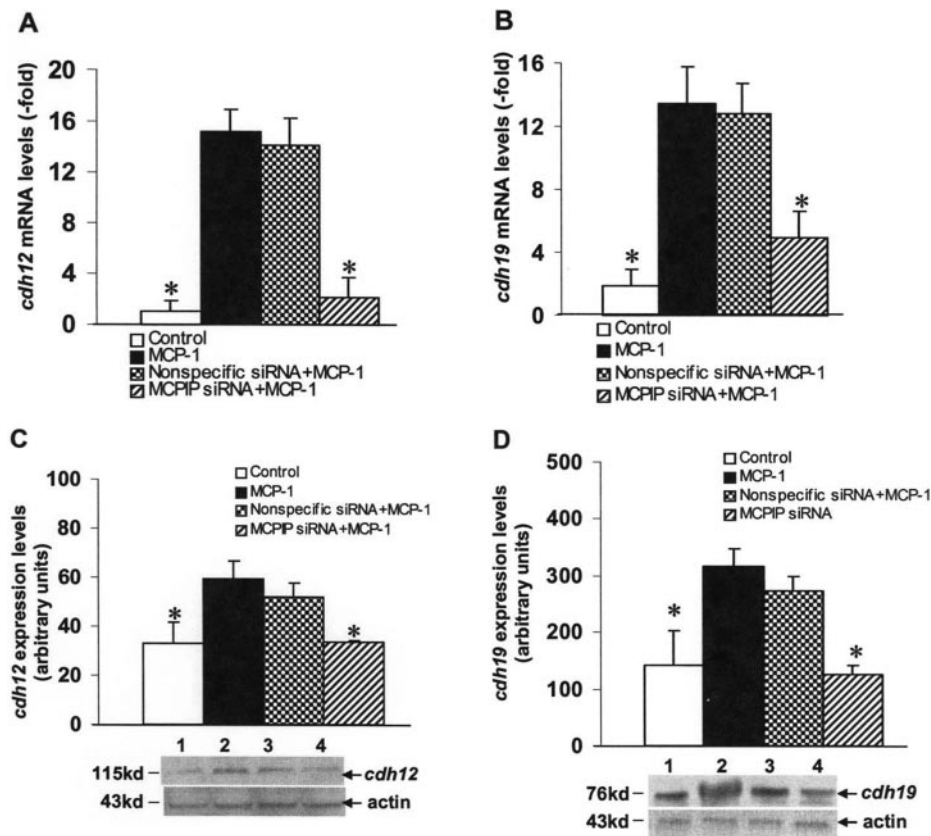 A
cdh12 mRNA levels (-fold)
20
16
12
8
4
0
*
*
Control
MCP-1
Nonspecific siRNA+MCP-1
MCPIP siRNA+MCP-1
B
cdh19 mRNA levels (-fold)
16
12
8
4
0
*
*
Control
MCP-1
Nonspecific siRNA+MCP-1
MCPIP siRNA+MCP-1
C
cdh12 expression levels
(arbitrary units)
100
80
60
40
20
0
Control
MCP-1
Nonspecific siRNA+MCP-1
MCPIP siRNA+MCP-1
*
*
1 2 3 4
115kd
cdh12
43kd
actin
D
cdh19 expression levels
(arbitrary units)
500
400
300
200
100
0
Control
MCP-1
Nonspecific siRNA+MCP-1
MCPIP siRNA
*
*
1 2 3 4
76kd
cdh19
43kd
actin